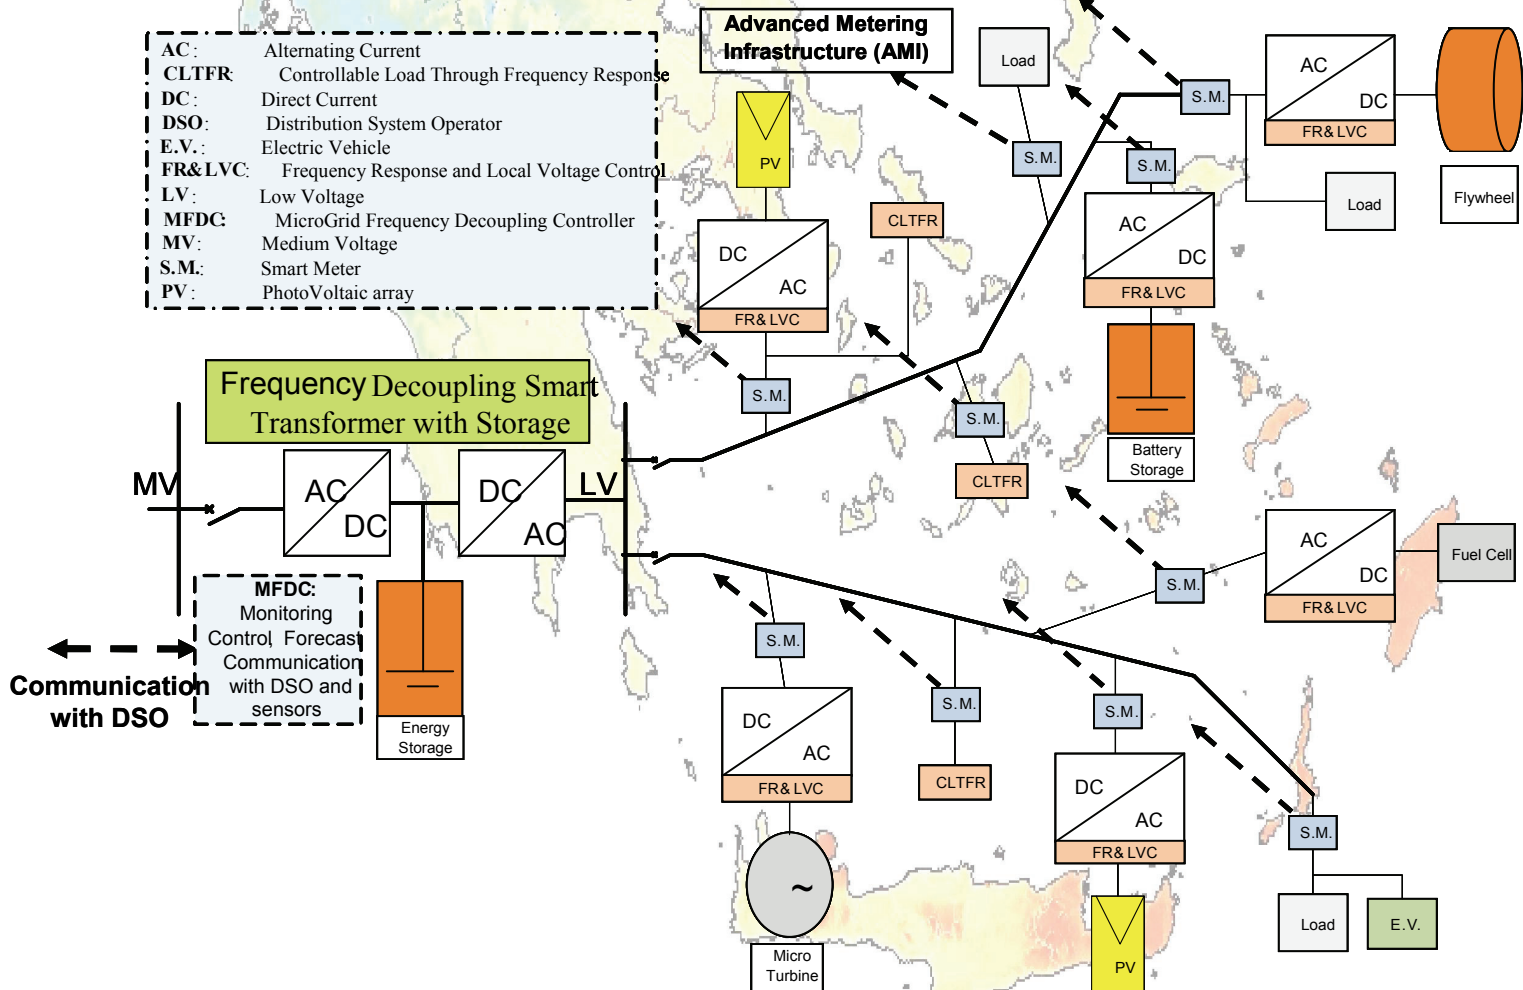 AC: Alternating Current
CLTFR: Controllable Load Through Frequency Response
DC: Direct Current
DSO: Distribution System Operator
E.V.: Electric Vehicle
FR&LVC: Frequency Response and Local Voltage Control
LV: Low Voltage
MFDC: MicroGrid Frequency Decoupling Controller
MV: Medium Voltage
S.M.: Smart Meter
PV: PhotoVoltaic array
Advanced Metering
Infrastructure (AMI)
Load
S.M.
S.M.
AC
DC
FR& LVC
Flywheel
Load
S.M.
AC
DC
FR& LVC
Battery
Storage
PV
DC
AC
FR& LVC
CLTFR
S.M.
S.M.
CLTFR
Frequency Decoupling Smart
Transformer with Storage
MV
AC
DC
DC
AC
LV
MFDC:
Monitoring
Control, Forecast
Communication
with DSO and
sensors
Communication
with DSO
Energy
Storage
S.M.
DC
AC
FR& LVC
~
Micro
Turbine
S.M.
CLTFR
S.M.
DC
AC
FR& LVC
PV
S.M.
AC
DC
FR& LVC
Fuel Cell
S.M.
Load
E.V.